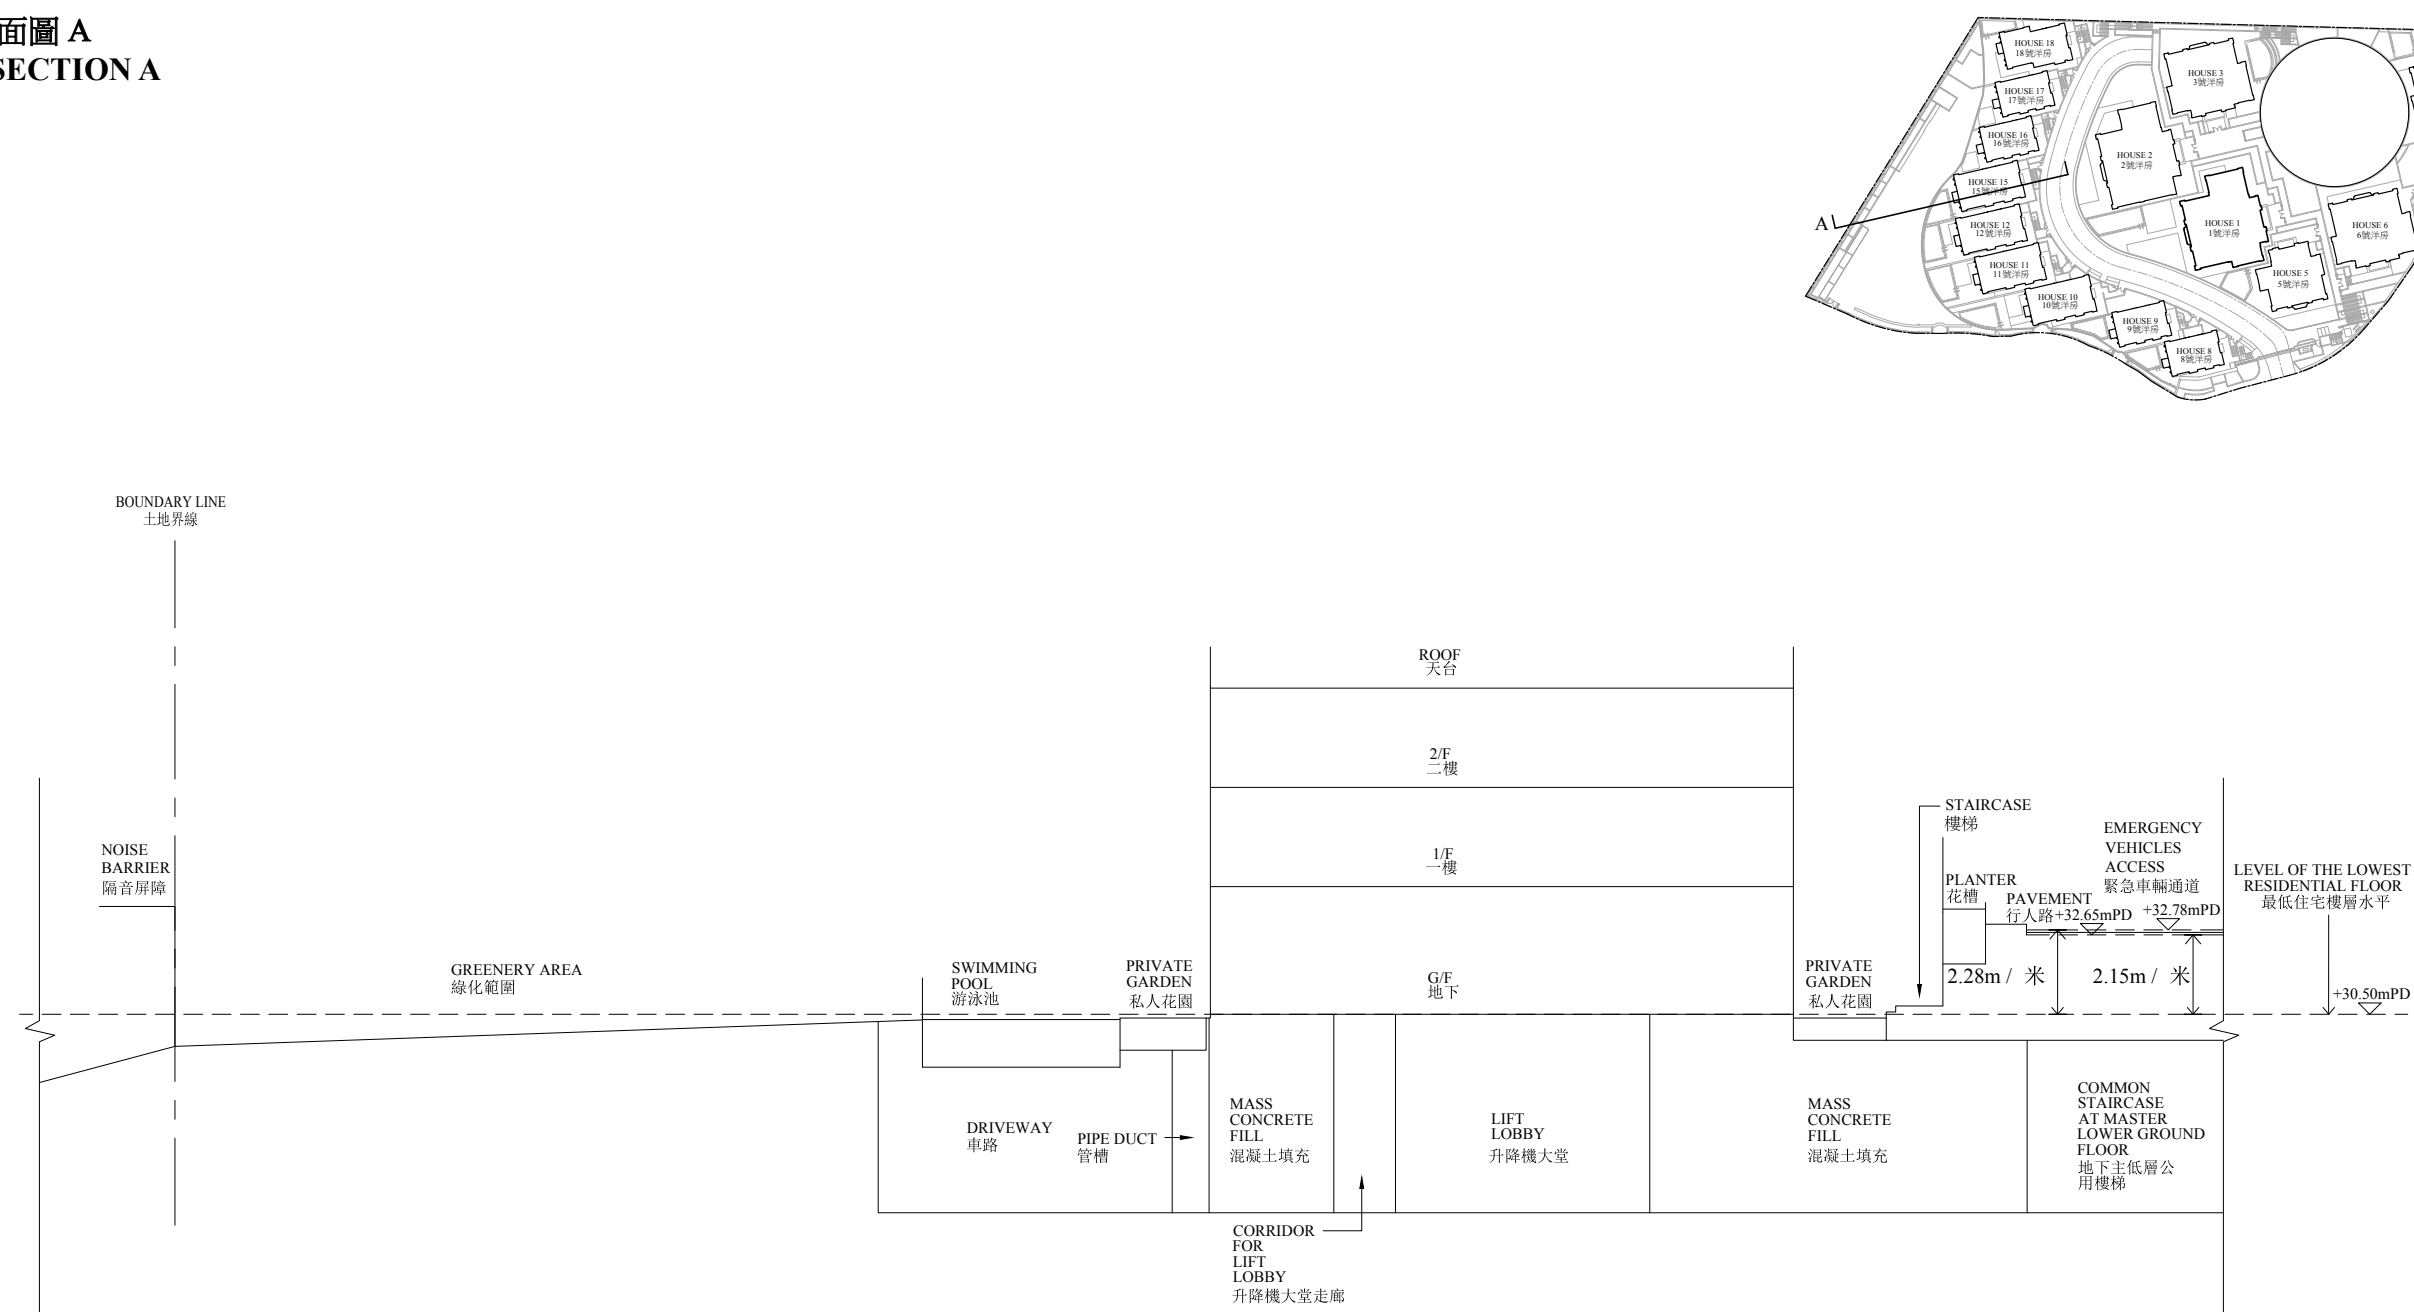 面圖 A
SECTION A
HOUSE 18
18號洋房
HOUSE 17
17號洋房
HOUSE 16
16號洋房
HOUSE 15
15號洋房
HOUSE 12
12號洋房
HOUSE 11
11號洋房
HOUSE 10
10號洋房
HOUSE 9
9號洋房
HOUSE 8
8號洋房
HOUSE 3
3號洋房
HOUSE 2
2號洋房
HOUSE 1
1號洋房
HOUSE 5
5號洋房
HOUSE 6
6號洋房
A
BOUNDARY LINE
土地界線
NOISE
BARRIER
隔音屏障
GREENERY AREA
綠化範圍
SWIMMING
POOL
游泳池
PRIVATE
GARDEN
私人花園
ROOF
天台
2/F
二樓
1/F
一樓
G/F
地下
PRIVATE
GARDEN
私人花園
STAIRCASE
樓梯
PLANTER
花槽
PAVEMENT
行人路+32.65mPD
EMERGENCY
VEHICLES
ACCESS
緊急車輛通道
+32.78mPD
2.28m / 米
2.15m / 米
LEVEL OF THE LOWEST
RESIDENTIAL FLOOR
最低住宅樓層水平
+30.50mPD
DRIVEWAY
車路
PIPE DUCT
管槽
MASS
CONCRETE
FILL
混凝土填充
CORRIDOR
FOR
LIFT
LOBBY
升降機大堂走廊
LIFT
LOBBY
升降機大堂
MASS
CONCRETE
FILL
混凝土填充
COMMON
STAIRCASE
AT MASTER
LOWER GROUND
FLOOR
地下主低層公
用樓梯